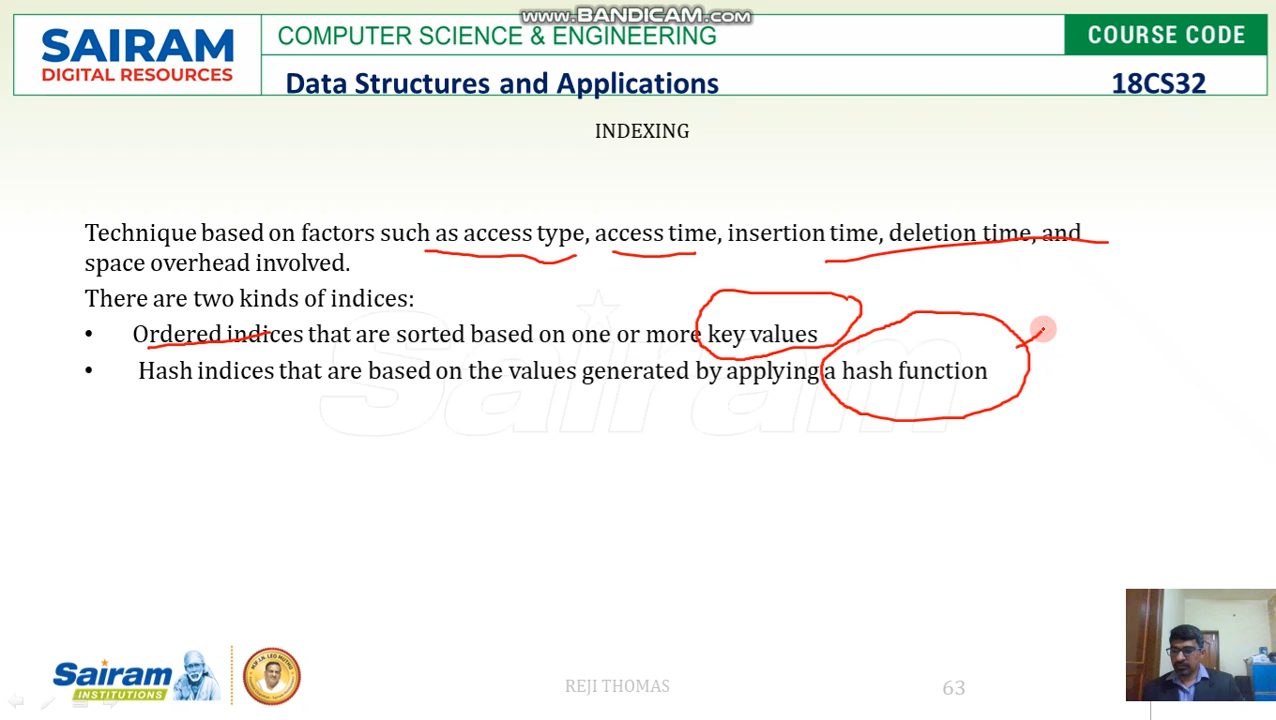 www.BANDICAM.com
SAIRAM
DIGITAL RESOURCES
COMPUTER SCIENCE & ENGINEERING
COURSE CODE
Data Structures and Applications
18CS32
INDEXING
Technique based on factors such as access type, access time, insertion time, deletion time, and
space overhead involved.
There are two kinds of indices:
• Ordered indices that are sorted based on one or more key values
• Hash indices that are based on the values generated by applying a hash function
Sairam
Sairam
INSTITUTIONS
REJI THOMAS
63